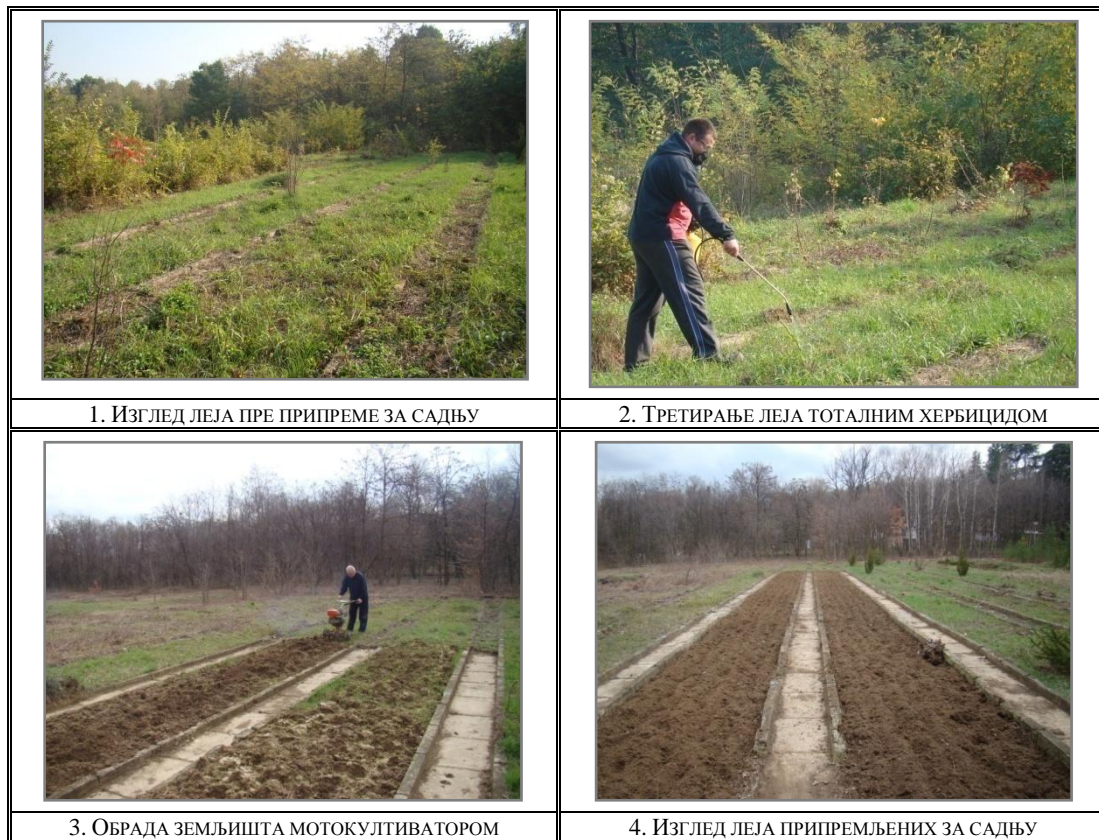 1. ИЗГЛЕД ЛЕЈА ПРЕ ПРИПРЕМЕ ЗА САДЊУ
2. ТРЕТИРАЊЕ ЛЕЈА ТОТАЛНИМ ХЕРБИЦИДОМ
3. ОБРАДА ЗЕМЉИШТА МОТОКУЛТИВАТОРОМ
4. ИЗГЛЕД ЛЕЈА ПРИПРЕМЉЕНИХ ЗА САДЊУ